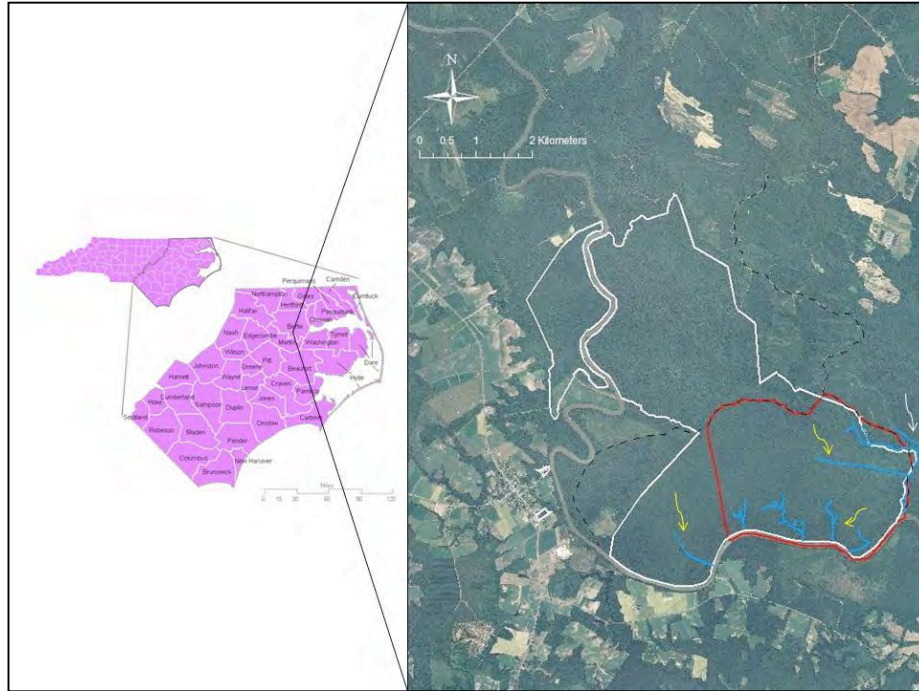 N
0 0.5 1 2 Kilometers
Camden
Perquimans
Currituck
Northampton
Gates
Hertford
Pasquotank
Halifax
Chowan
Bertie
Nash
Edgecombe
Tyrrell
Martin
Washington
Wilson
Dare
Johnston
Pitt
Greene
Beaufort
Wayne
Hyde
Harnett
Lenoir
Craven
Pamlico
Cumberland
Jones
Hoke
Sampson
Duplin
Scotland
Carteret
Onslow
Robeson
Bladen
Pender
Columbus
New Hanover
Brunswick
Miles
0 15 30 60 90 120